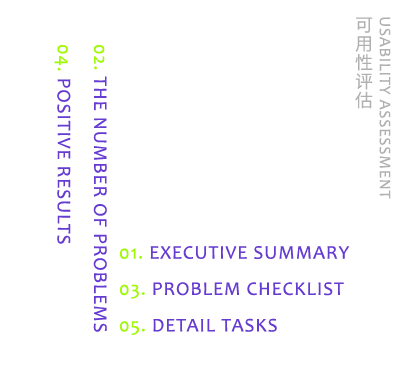 USABILITY ASSESSMENT
可用性评估
04. POSITIVE RESULTS
02. THE NUMBER OF PROBLEMS
01. EXECUTIVE SUMMARY
03. PROBLEM CHECKLIST
05. DETAIL TASKS